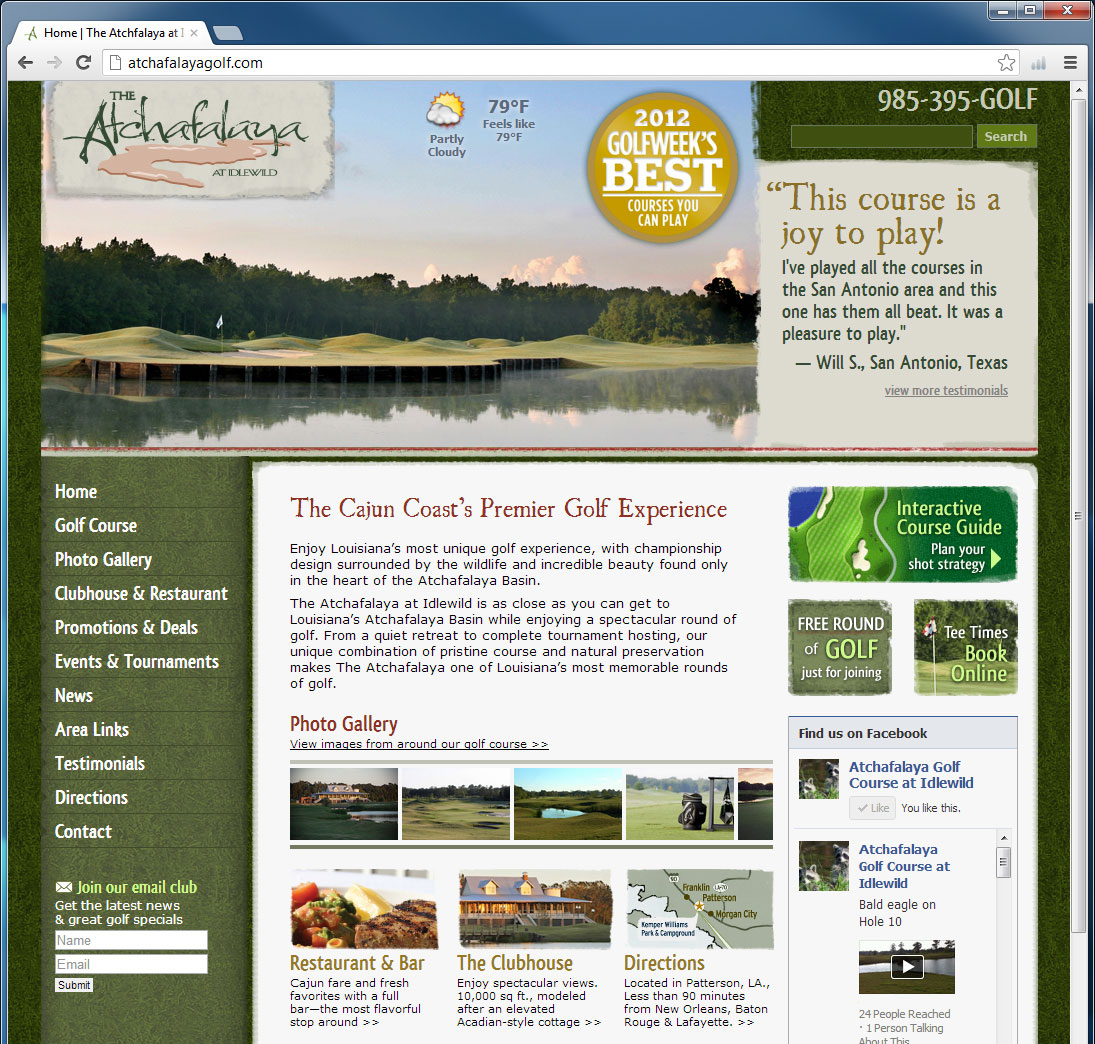 Home | The Atchfalaya at I
atchafalayagolf.com
THE
Atchafalaya
AT IDLEWILD
79°F
Feels like
79°F
Partly
Cloudy
2012
GOLFWEEK'S
BEST
COURSES YOU
CAN PLAY
985-395-GOLF
Search
“This course is a
joy to play!
I've played all the courses in
the San Antonio area and this
one has them all beat. It was a
pleasure to play."
— Will S., San Antonio, Texas
view more testimonials
Home
Golf Course
Photo Gallery
Clubhouse & Restaurant
Promotions & Deals
Events & Tournaments
News
Area Links
Testimonials
Directions
Contact
Join our email club
Get the latest news
& great golf specials
Name
Email
Submit
The Cajun Coast’s Premier Golf Experience
Enjoy Louisiana’s most unique golf experience, with championship
design surrounded by the wildlife and incredible beauty found only
in the heart of the Atchafalaya Basin.
The Atchafalaya at Idlewild is as close as you can get to
Louisiana’s Atchafalaya Basin while enjoying a spectacular round of
golf. From a quiet retreat to complete tournament hosting, our
unique combination of pristine course and natural preservation
makes The Atchafalaya one of Louisiana’s most memorable rounds
of golf.
Photo Gallery
View images from around our golf course >>
Restaurant & Bar
Cajun fare and fresh
favorites with a full
bar—the most flavorful
stop around >>
The Clubhouse
Enjoy spectacular views.
10,000 sq ft., modeled
after an elevated
Acadian-style cottage >>
90
Franklin
LA-70
Patterson
Morgan City
Kemper Williams
Park & Campground
Directions
Located in Patterson, LA.,
Less than 90 minutes
from New Orleans, Baton
Rouge & Lafayette. >>
Interactive
Course Guide
Plan your
shot strategy
FREE ROUND
of GOLF
just for joining
Tee Times
Book
Online
Find us on Facebook
Atchafalaya Golf
Course at Idlewild
Like
You like this.
Atchafalaya
Golf Course at
Idlewild
Bald eagle on
Hole 10
24 People Reached
· 1 Person Talking
About This